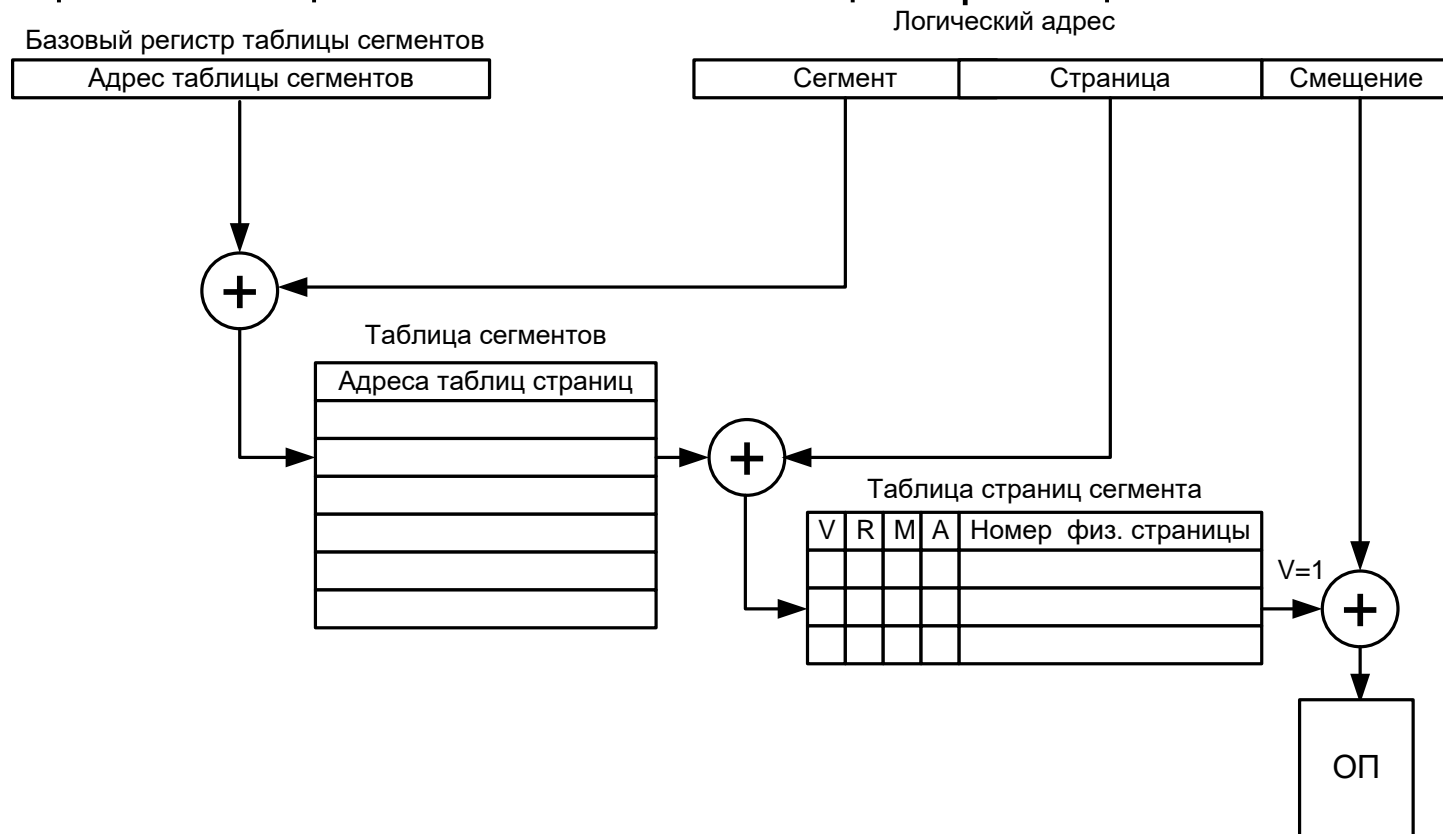 Логический адрес
Базовый регистр таблицы сегментов
Адрес таблицы сегментов
Сегмент
Страница
Смещение
+
Таблица сегментов
Адреса таблиц страниц
+
Таблица страниц сегмента
V
R
M
A
Номер физ. страницы
V=1
+
ОП